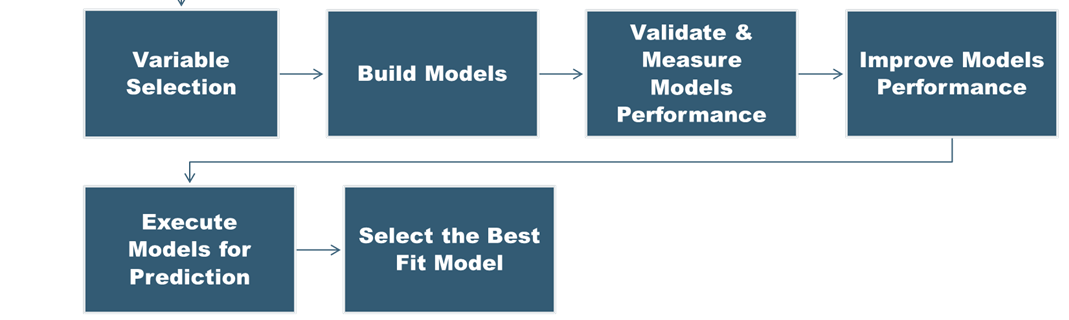 Variable
Selection
Build Models
Validate &
Measure
Models
Performance
Improve Models
Performance
Execute
Models for
Prediction
Select the Best
Fit Model